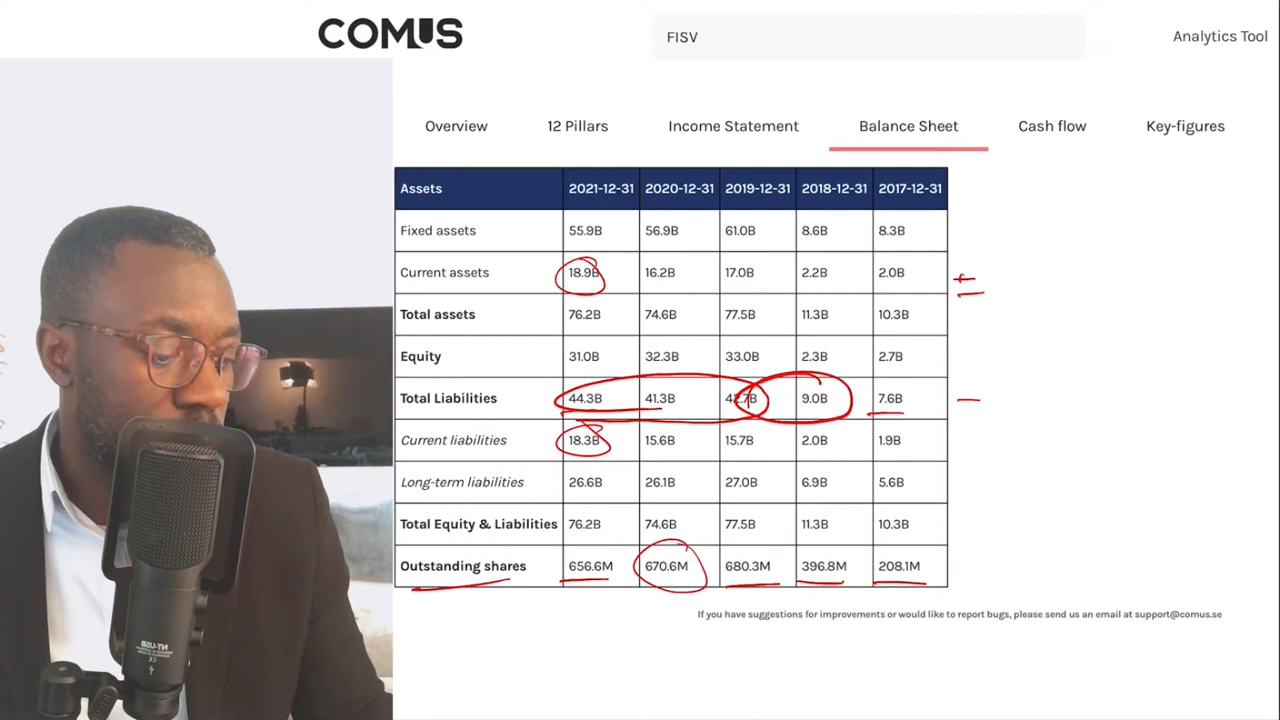 COMUS
FISV
Analytics Tool
Overview 12 Pillars Income Statement Balance Sheet Cash flow Key-figures
Assets 2021-12-31 2020-12-31 2019-12-31 2018-12-31 2017-12-31
Fixed assets 55.9B 56.9B 61.0B 8.6B 8.3B
Current assets 18.9B 16.2B 17.0B 2.2B 2.0B
Total assets 76.2B 74.6B 77.5B 11.3B 10.3B
Equity 31.0B 32.3B 33.0B 2.3B 2.7B
Total Liabilities 44.3B 41.3B 42.7B 9.0B 7.6B
Current liabilities 18.3B 15.6B 15.7B 2.0B 1.9B
Long-term liabilities 26.6B 26.1B 27.0B 6.9B 5.6B
Total Equity & Liabilities 76.2B 74.6B 77.5B 11.3B 10.3B
Outstanding shares 656.6M 670.6M 680.3M 396.8M 208.1M
If you have suggestions for improvements or would like to report bugs, please send us an email at support@comus.se